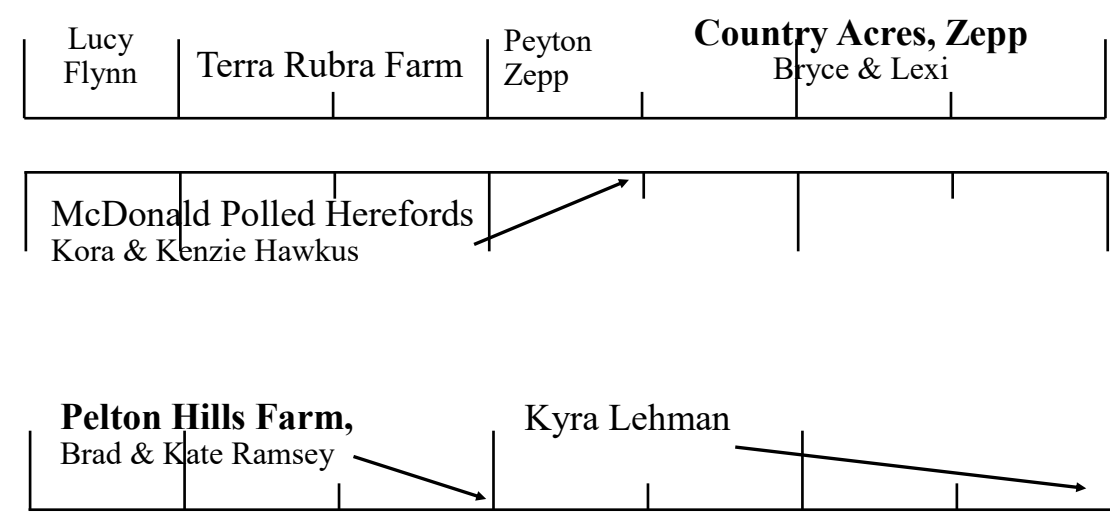 Lucy
Flynn
Terra Rubra Farm
Peyton
Zepp
Country Acres, Zepp
Bryce & Lexi
McDonald Polled Herefords
Kora & Kenzie Hawkus
Pelton Hills Farm,
Brad & Kate Ramsey
Kyra Lehman